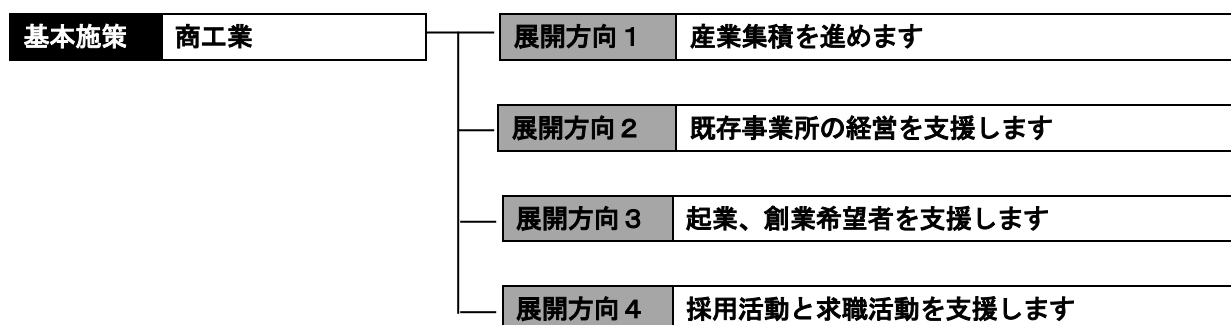 基本施策 商工業
展開方向１ 産業集積を進めます
展開方向２ 既存事業所の経営を支援します
展開方向３ 起業、創業希望者を支援します
展開方向４ 採用活動と求職活動を支援します